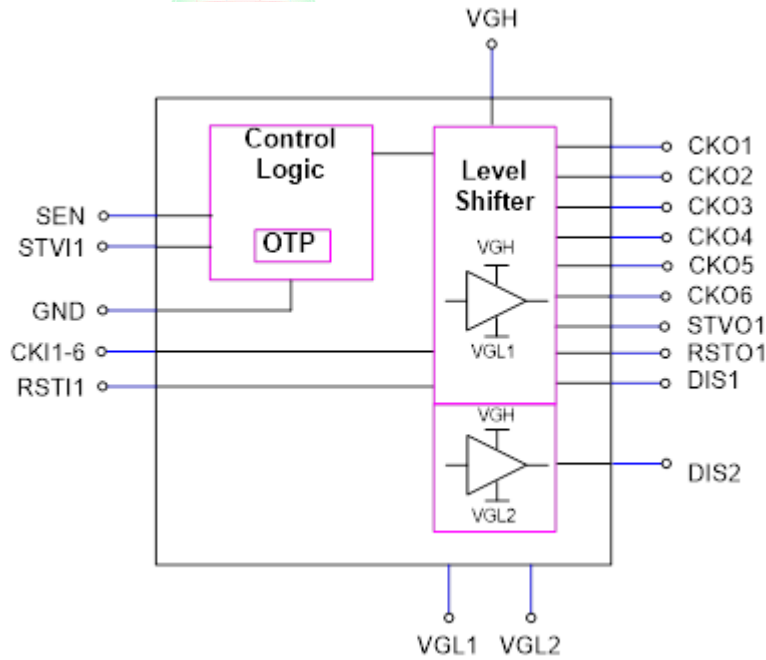 VGH
Control
Logic
OTP
Level
Shifter
VGH
VGL1
VGH
VGL2
SEN
STVI1
GND
CKI1-6
RSTI1
CKO1
CKO2
CKO3
CKO4
CKO5
CKO6
STVO1
RSTO1
DIS1
DIS2
VGL1 VGL2